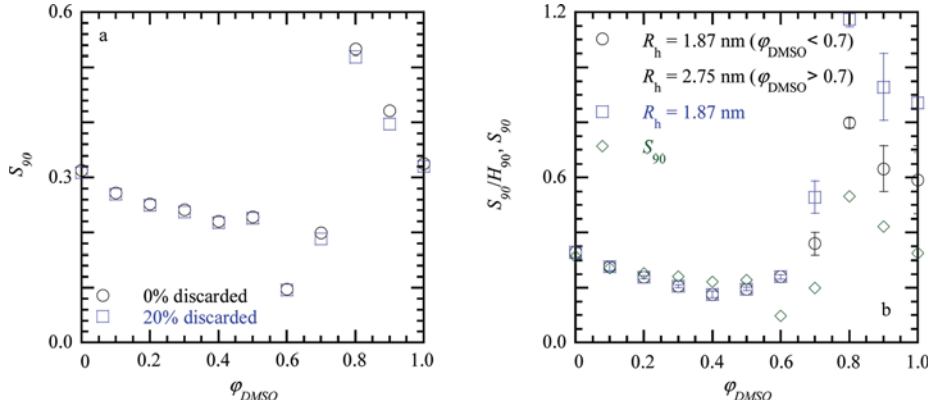 0.6
a
0.3
S90
0% discarded
20% discarded
0.0
0 0.2 0.4 0.6 0.8 1.0
φDMSO
1.2
Rh = 1.87 nm (φDMSO < 0.7)
Rh = 2.75 nm (φDMSO > 0.7)
Rh = 1.87 nm
S90
S90/H90, S90
0.6
b
0.0
0 0.2 0.4 0.6 0.8 1.0
φDMSO